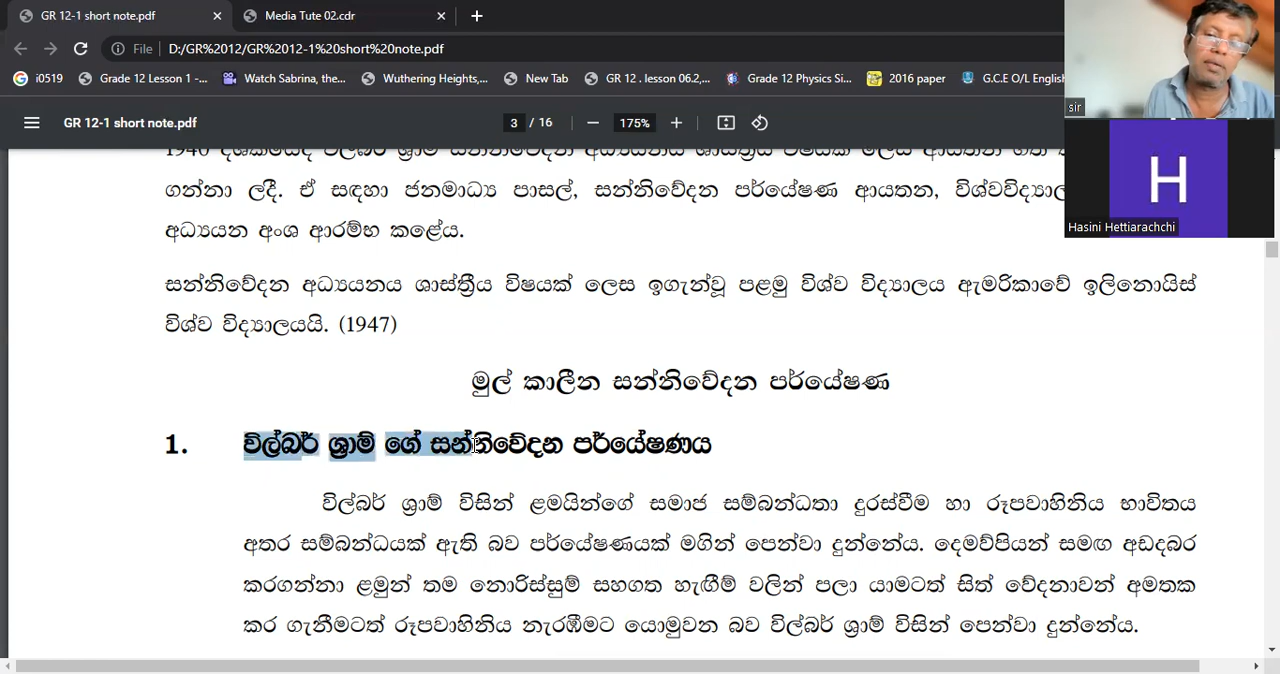 GR 12-1 short note.pdf
Media Tute 02.cdr
File D:/GR%2012/GR%2012-1%20short%20note.pdf
i0519 Grade 12 Lesson 1 -... Watch Sabrina, the... Wuthering Heights,... New Tab GR 12 . lesson 06.2,... Grade 12 Physics Si... 2016 paper G.C.E O/L English
GR 12-1 short note.pdf 3 / 16 175%
sir
H
Hasini Hettiarachchi
ගන්නා ලදී. ඒ සඳහා ජනමාධ්‍ය පාසල්, සන්නිවේදන පර්යේෂණ ආයතන,
අධ්‍යයන අංශ ආරම්භ කළේය.
සන්නිවේදන අධ්‍යයනය ශාස්ත්‍රීය විෂයක් ලෙස ඉගැන්වූ පළමු විශ්ව විද්‍යාලය ඇමරිකාවේ ඉලිනොයිස්
විශ්ව විද්‍යාලයයි. (1947)
මුල් කාලීන සන්නිවේදන පර්යේෂණ
1. විල්බර් ශ්‍රාම් ගේ සන්නිවේදන පර්යේෂණය
විල්බර් ශ්‍රාම් විසින් ළමයින්ගේ සමාජ සම්බන්ධතා දුරස්වීම හා රූපවාහිනිය භාවිතය
අතර සම්බන්ධයක් ඇති බව පර්යේෂණයක් මගින් පෙන්වා දුන්නේය. දෙමව්පියන් සමඟ අඩදබර
කරගන්නා ළමුන් තම නොරිස්සුම් සහගත හැඟීම් වලින් පලා යාමටත් සිත් වේදනාවන් අමතක
කර ගැනීමටත් රූපවාහිනිය නැරඹීමට යොමුවන බව විල්බර් ශ්‍රාම් විසින් පෙන්වා දුන්නේය.